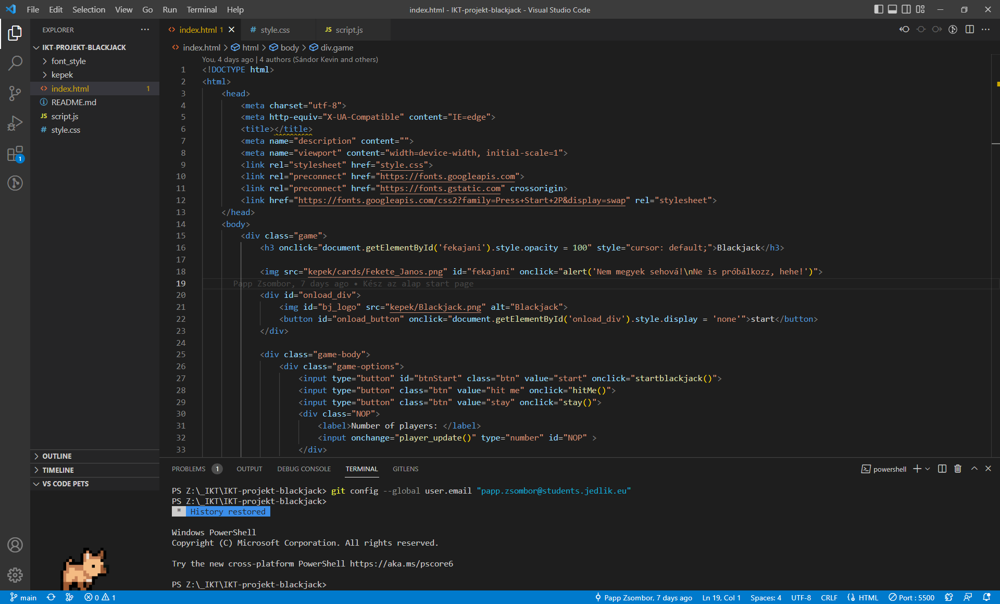 File Edit Selection View Go Run Terminal Help
index.html - IKT-projekt-blackjack - Visual Studio Code
EXPLORER
IKT-PROJEKT-BLACKJACK
font_style
kepek
index.html 1
README.md
script.js
style.css
OUTLINE
TIMELINE
VS CODE PETS
1
index.html 1
# style.css
JS script.js
index.html > html > body > div.game
You, 4 days ago | 4 authors (Sándor Kevin and others)
1 <!DOCTYPE html>
2 <html>
3 <head>
4 <meta charset="utf-8">
5 <meta http-equiv="X-UA-Compatible" content="IE=edge">
6 <title></title>
7 <meta name="description" content="">
8 <meta name="viewport" content="width=device-width, initial-scale=1">
9 <link rel="stylesheet" href="style.css">
10 <link rel="preconnect" href="https://fonts.googleapis.com">
11 <link rel="preconnect" href="https://fonts.gstatic.com" crossorigin>
12 <link href="https://fonts.googleapis.com/css2?family=Press+Start+2P&display=swap" rel="stylesheet">
13 </head>
14 <body>
15 <div class="game">
16 <h3 onclick="document.getElementById('fekajani').style.opacity = 100" style="cursor: default;">Blackjack</h3>
17
18 <img src="kepek/cards/Fekete_Janos.png" id="fekajani" onclick="alert('Nem megyek sehová!\nNe is próbálkozz, hehe!')">
19 Papp Zsombor, 7 days ago • Kész az alap start page
20 <div id="onload_div">
21 <img id="bj_logo" src="kepek/Blackjack.png" alt="Blackjack">
22 <button id="onload_button" onclick="document.getElementById('onload_div').style.display = 'none'">start</button>
23 </div>
24
25 <div class="game-body">
26 <div class="game-options">
27 <input type="button" id="btnStart" class="btn" value="start" onclick="startblackjack()">
28 <input type="button" class="btn" value="hit me" onclick="hitMe()">
29 <input type="button" class="btn" value="stay" onclick="stay()">
30 <div class="NOP">
31 <label>Number of players: </label>
32 <input onchange="player_update()" type="number" id="NOP" >
33 </div>
PROBLEMS 1 OUTPUT DEBUG CONSOLE TERMINAL GITLENS
powershell
PS Z:\_IKT\IKT-projekt-blackjack> git config --global user.email "papp.zsombor@students.jedlik.eu"
PS Z:\_IKT\IKT-projekt-blackjack>
* History restored
Windows PowerShell
Copyright (C) Microsoft Corporation. All rights reserved.
Try the new cross-platform PowerShell https://aka.ms/pscore6
PS Z:\_IKT\IKT-projekt-blackjack>
main 0 1
Papp Zsombor, 7 days ago Ln 19, Col 1 Spaces: 4 UTF-8 CRLF HTML Port : 5500